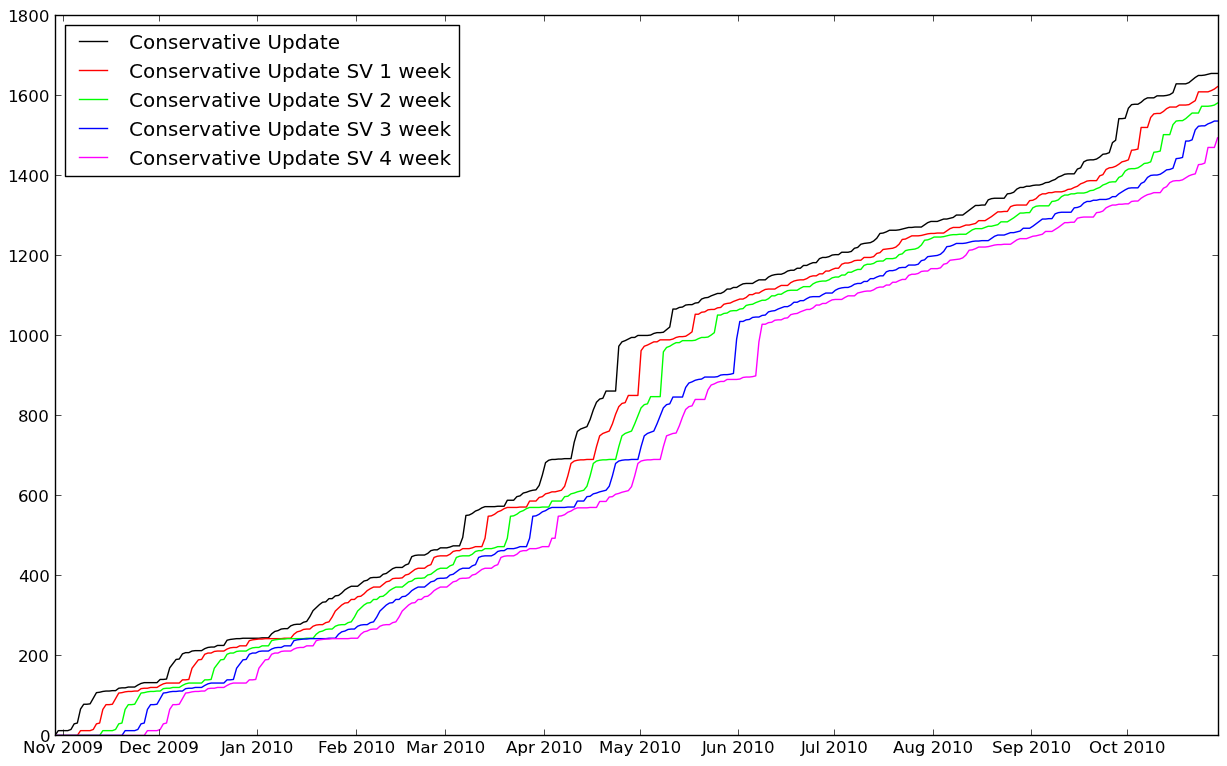 1800
1600
1400
1200
1000
800
600
400
200
0
Conservative Update
Conservative Update SV 1 week
Conservative Update SV 2 week
Conservative Update SV 3 week
Conservative Update SV 4 week
Nov 2009 Dec 2009 Jan 2010 Feb 2010 Mar 2010 Apr 2010 May 2010 Jun 2010 Jul 2010 Aug 2010 Sep 2010 Oct 2010